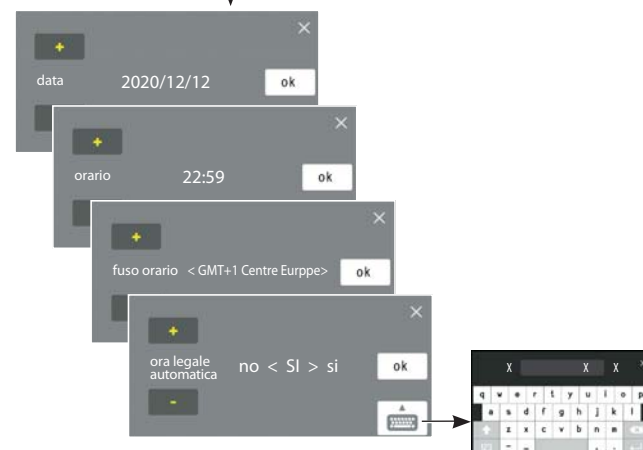 +
data 2020/12/12 ok
+
orario 22:59 ok
+
fuso orario < GMT+1 Centre Eurppe> ok
+
ora legale
automatica no < SI > si ok
-
X X X
q w e r t y u i o p
a s d f g h j k l
z x c v b n m